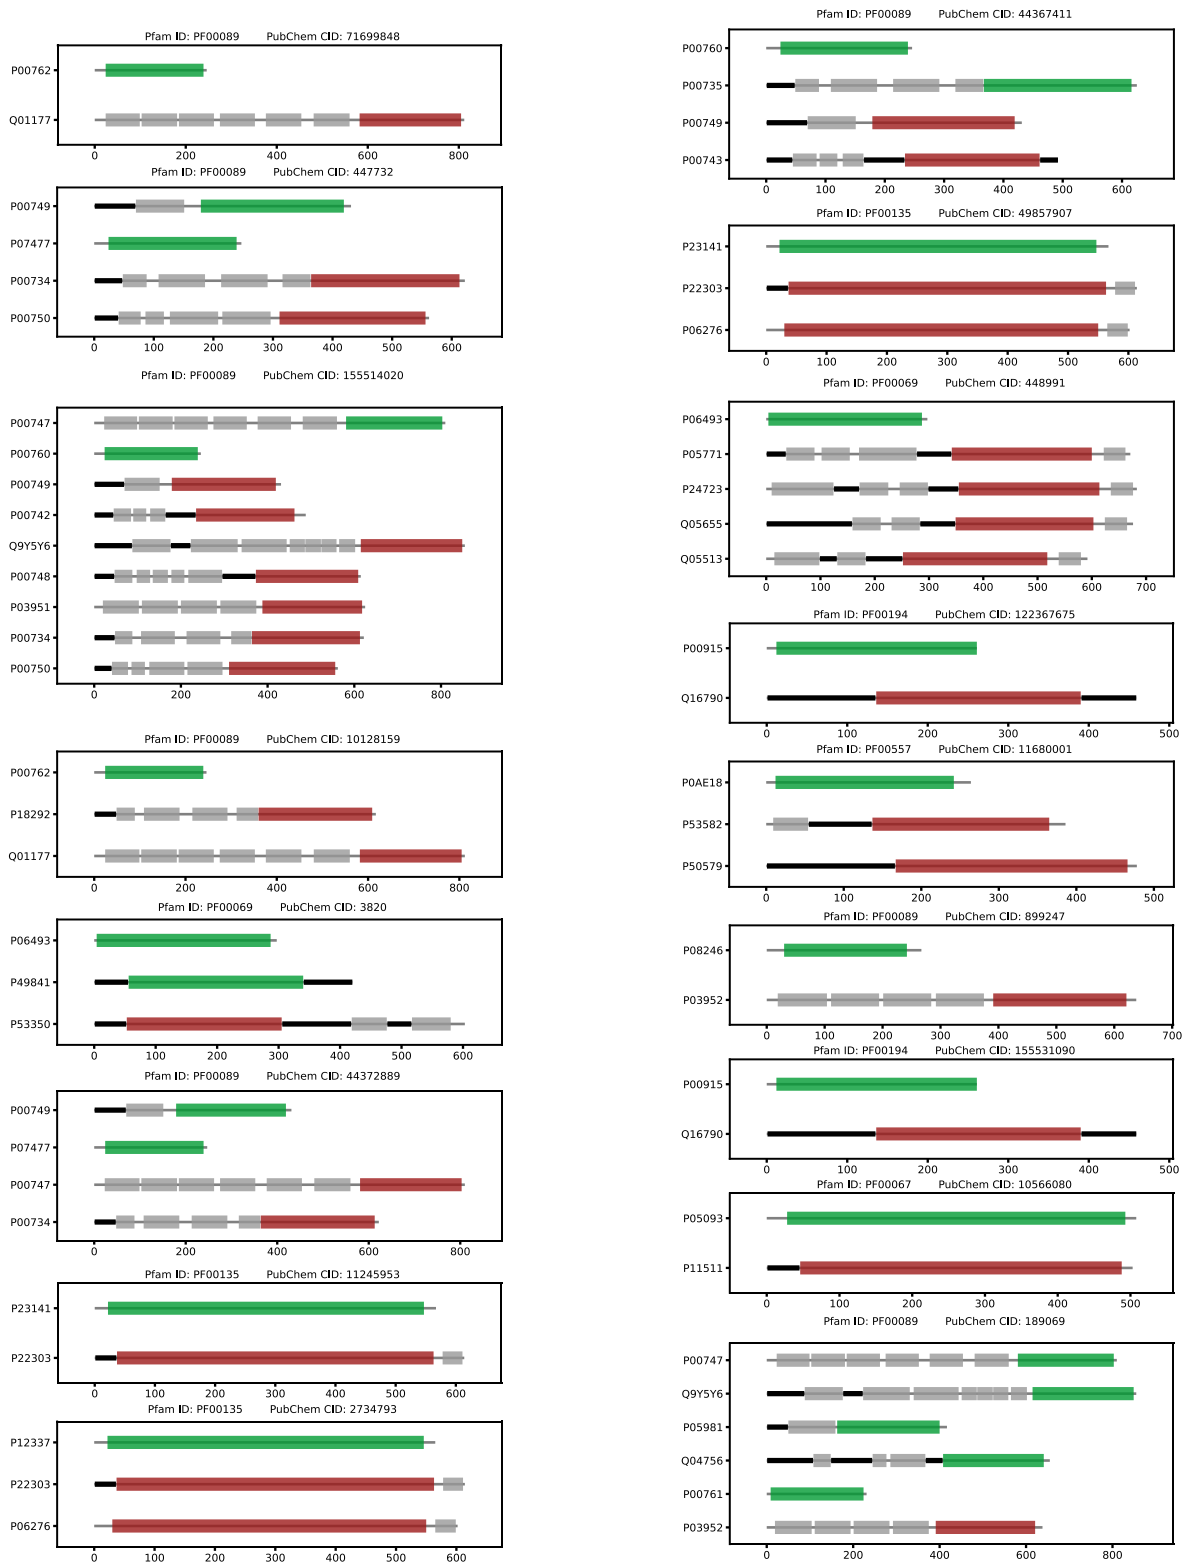 Pfam ID: PF00089 PubChem CID: 71699848
P00762
Q01177
0 200 400 600 800
Pfam ID: PF00089 PubChem CID: 447732
P00749
P07477
P00734
P00750
0 100 200 300 400 500 600
Pfam ID: PF00089 PubChem CID: 155514020
P00747
P00760
P00749
P00742
Q9Y5Y6
P00748
P03951
P00734
P00750
0 200 400 600 800
Pfam ID: PF00089 PubChem CID: 10128159
P00762
P18292
Q01177
0 200 400 600 800
Pfam ID: PF00069 PubChem CID: 3820
P06493
P49841
P53350
0 100 200 300 400 500 600
Pfam ID: PF00089 PubChem CID: 44372889
P00749
P07477
P00747
P00734
0 200 400 600 800
Pfam ID: PF00135 PubChem CID: 11245953
P23141
P22303
0 100 200 300 400 500 600
Pfam ID: PF00135 PubChem CID: 2734793
P12337
P22303
P06276
0 100 200 300 400 500 600
Pfam ID: PF00089 PubChem CID: 44367411
P00760
P00735
P00749
P00743
0 100 200 300 400 500 600
Pfam ID: PF00135 PubChem CID: 49857907
P23141
P22303
P06276
0 100 200 300 400 500 600
Pfam ID: PF00069 PubChem CID: 448991
P06493
P05771
P24723
Q05655
Q05513
0 100 200 300 400 500 600 700
Pfam ID: PF00194 PubChem CID: 122367675
P00915
Q16790
0 100 200 300 400 500
Pfam ID: PF00557 PubChem CID: 11680001
P0AE18
P53582
P50579
0 100 200 300 400 500
Pfam ID: PF00089 PubChem CID: 899247
P08246
P03952
0 100 200 300 400 500 600 700
Pfam ID: PF00194 PubChem CID: 155531090
P00915
Q16790
0 100 200 300 400 500
Pfam ID: PF00067 PubChem CID: 10566080
P05093
P11511
0 100 200 300 400 500
Pfam ID: PF00089 PubChem CID: 189069
P00747
Q9Y5Y6
P05981
Q04756
P00761
P03952
0 200 400 600 800